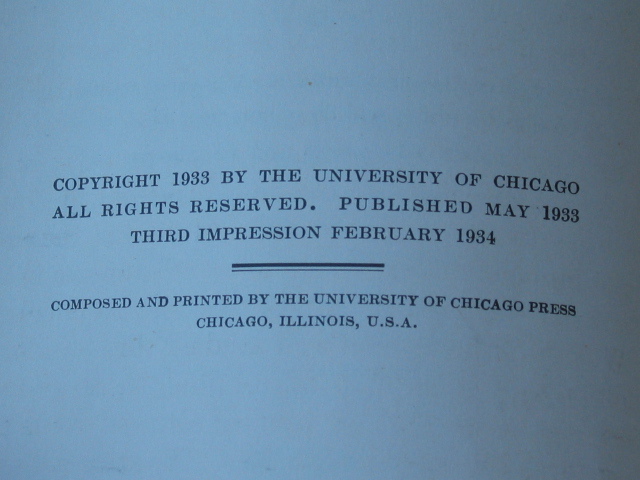 COPYRIGHT 1933 BY THE UNIVERSITY OF CHICAGO
ALL RIGHTS RESERVED. PUBLISHED MAY 1933
THIRD IMPRESSION FEBRUARY 1934
COMPOSED AND PRINTED BY THE UNIVERSITY OF CHICAGO PRESS
CHICAGO, ILLINOIS, U.S.A.